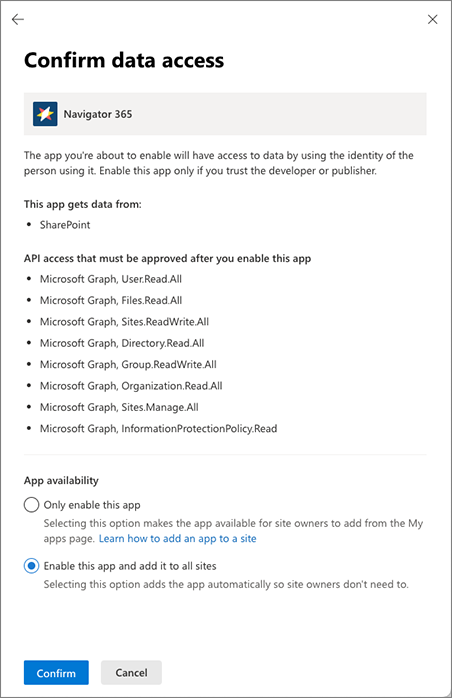 Confirm data access
Navigator 365
The app you're about to enable will have access to data by using the identity of the
person using it. Enable this app only if you trust the developer or publisher.
This app gets data from:
• SharePoint
API access that must be approved after you enable this app
• Microsoft Graph, User.Read.All
• Microsoft Graph, Files.Read.All
• Microsoft Graph, Sites.ReadWrite.All
• Microsoft Graph, Directory.Read.All
• Microsoft Graph, Group.ReadWrite.All
• Microsoft Graph, Organization.Read.All
• Microsoft Graph, Sites.Manage.All
• Microsoft Graph, InformationProtectionPolicy.Read
App availability
Only enable this app
Selecting this option makes the app available for site owners to add from the My
apps page. Learn how to add an app to a site
Enable this app and add it to all sites
Selecting this option adds the app automatically so site owners don't need to.
Confirm Cancel